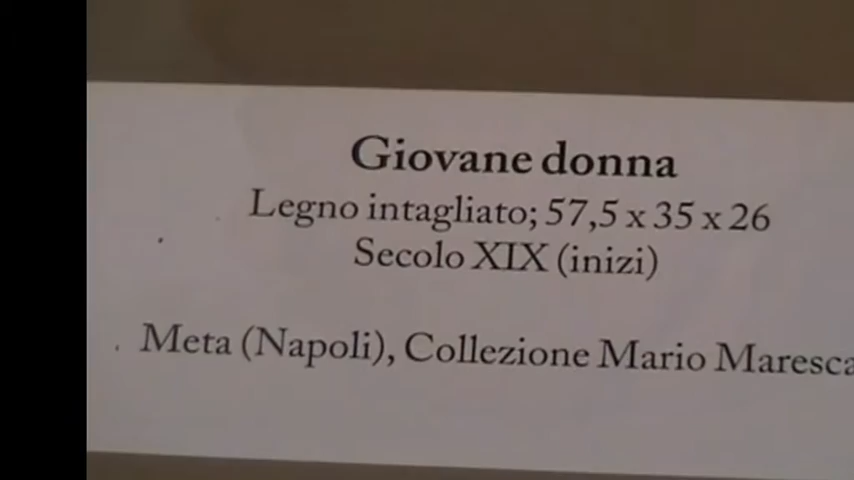 Giovane donna
Legno intagliato; 57,5 x 35 x 26
Secolo XIX (inizi)
Meta (Napoli), Collezione Mario Maresca